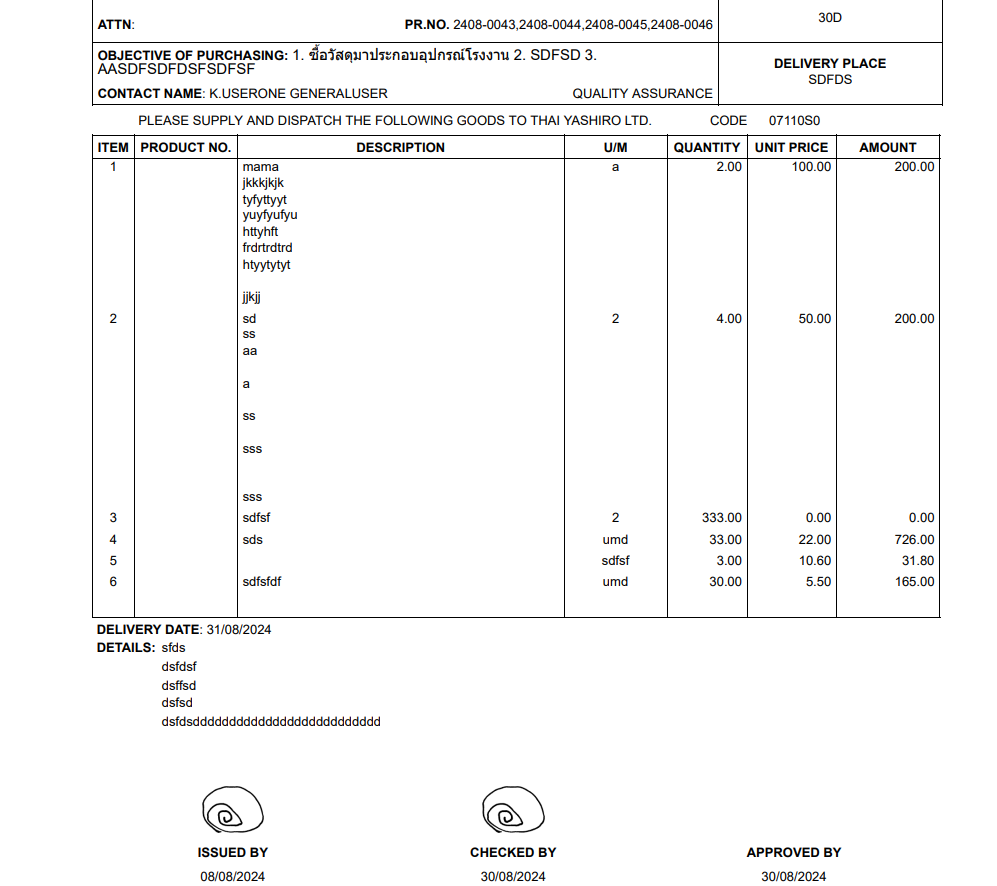 30D
ATTN: PR.NO. 2408-0043,2408-0044,2408-0045,2408-0046
OBJECTIVE OF PURCHASING: 1. ซื้อวัสดุมาประกอบอุปกรณ์โรงงาน 2. SDFSD 3.
AASDFSDFDSFSDFSF
DELIVERY PLACE
SDFDS
CONTACT NAME: K.USERONE GENERALUSER QUALITY ASSURANCE
PLEASE SUPPLY AND DISPATCH THE FOLLOWING GOODS TO THAI YASHIRO LTD. CODE 07110S0
ITEM PRODUCT NO. DESCRIPTION U/M QUANTITY UNIT PRICE AMOUNT
1 mama a 2.00 100.00 200.00
jkkkjkjk
tyfyttyyt
yuyfyufyu
httyhft
frdrtrdtrd
htyytytyt
jjkjj
2 sd 2 4.00 50.00 200.00
ss
aa
a
ss
sss
sss
3 sdfsf 2 333.00 0.00 0.00
4 sds umd 33.00 22.00 726.00
5 sdfsf 3.00 10.60 31.80
6 sdfsfdf umd 30.00 5.50 165.00
DELIVERY DATE: 31/08/2024
DETAILS: sfds
dsfdsf
dsffsd
dsfsd
dsfdsdddddddddddddddddddddddddd
ISSUED BY CHECKED BY APPROVED BY
08/08/2024 30/08/2024 30/08/2024